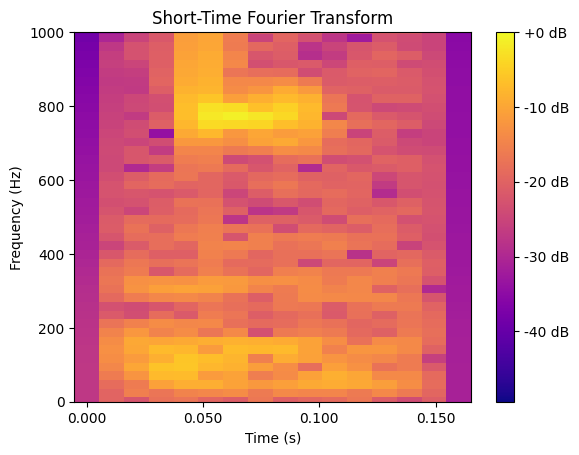 Short-Time Fourier Transform
1000
800
600
400
200
0
Frequency (Hz)
0.000
0.050
0.100
0.150
Time (s)
+0 dB
-10 dB
-20 dB
-30 dB
-40 dB